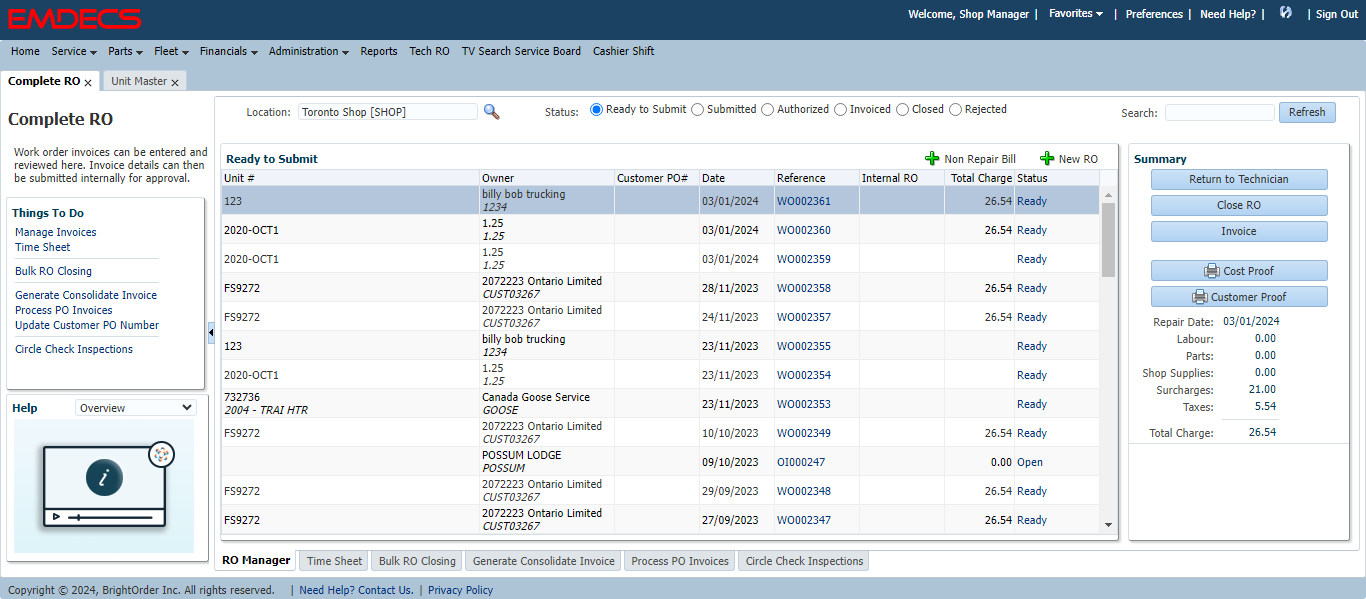 EMDECS
Welcome, Shop Manager | Favorites | Preferences | Need Help? | | Sign Out
Home Service Parts Fleet Financials Administration Reports Tech RO TV Search Service Board Cashier Shift
Complete RO x Unit Master x
Complete RO
Work order invoices can be entered and
reviewed here. Invoice details can then
be submitted internally for approval.
Things To Do
Manage Invoices
Time Sheet
Bulk RO Closing
Generate Consolidate Invoice
Process PO Invoices
Update Customer PO Number
Circle Check Inspections
Help Overview
i
Location: Toronto Shop [SHOP] Status: Ready to Submit Submitted Authorized Invoiced Closed Rejected Search: Refresh
Ready to Submit Non Repair Bill New RO
Unit # Owner Customer PO# Date Reference Internal RO Total Charge Status
123 billy bob trucking 03/01/2024 WO002361 26.54 Ready
1234
2020-OCT1 1.25 03/01/2024 WO002360 26.54 Ready
1.25
2020-OCT1 1.25 03/01/2024 WO002359 Ready
1.25
FS9272 2072223 Ontario Limited 28/11/2023 WO002358 26.54 Ready
CUST03267
FS9272 2072223 Ontario Limited 24/11/2023 WO002357 26.54 Ready
CUST03267
123 billy bob trucking 23/11/2023 WO002355 Ready
1234
2020-OCT1 1.25 23/11/2023 WO002354 Ready
1.25
732736 Canada Goose Service 23/11/2023 WO002353 Ready
2004 - TRAI HTR GOOSE
FS9272 2072223 Ontario Limited 10/10/2023 WO002349 26.54 Ready
CUST03267
POSSUM LODGE 09/10/2023 OI000247 0.00 Open
POSSUM
FS9272 2072223 Ontario Limited 29/09/2023 WO002348 26.54 Ready
CUST03267
FS9272 2072223 Ontario Limited 27/09/2023 WO002347 26.54 Ready
CUST03267
Summary
Return to Technician
Close RO
Invoice
Cost Proof
Customer Proof
Repair Date: 03/01/2024
Labour: 0.00
Parts: 0.00
Shop Supplies: 0.00
Surcharges: 21.00
Taxes: 5.54
Total Charge: 26.54
RO Manager Time Sheet Bulk RO Closing Generate Consolidate Invoice Process PO Invoices Circle Check Inspections
Copyright © 2024, BrightOrder Inc. All rights reserved. | Need Help? Contact Us. | Privacy Policy